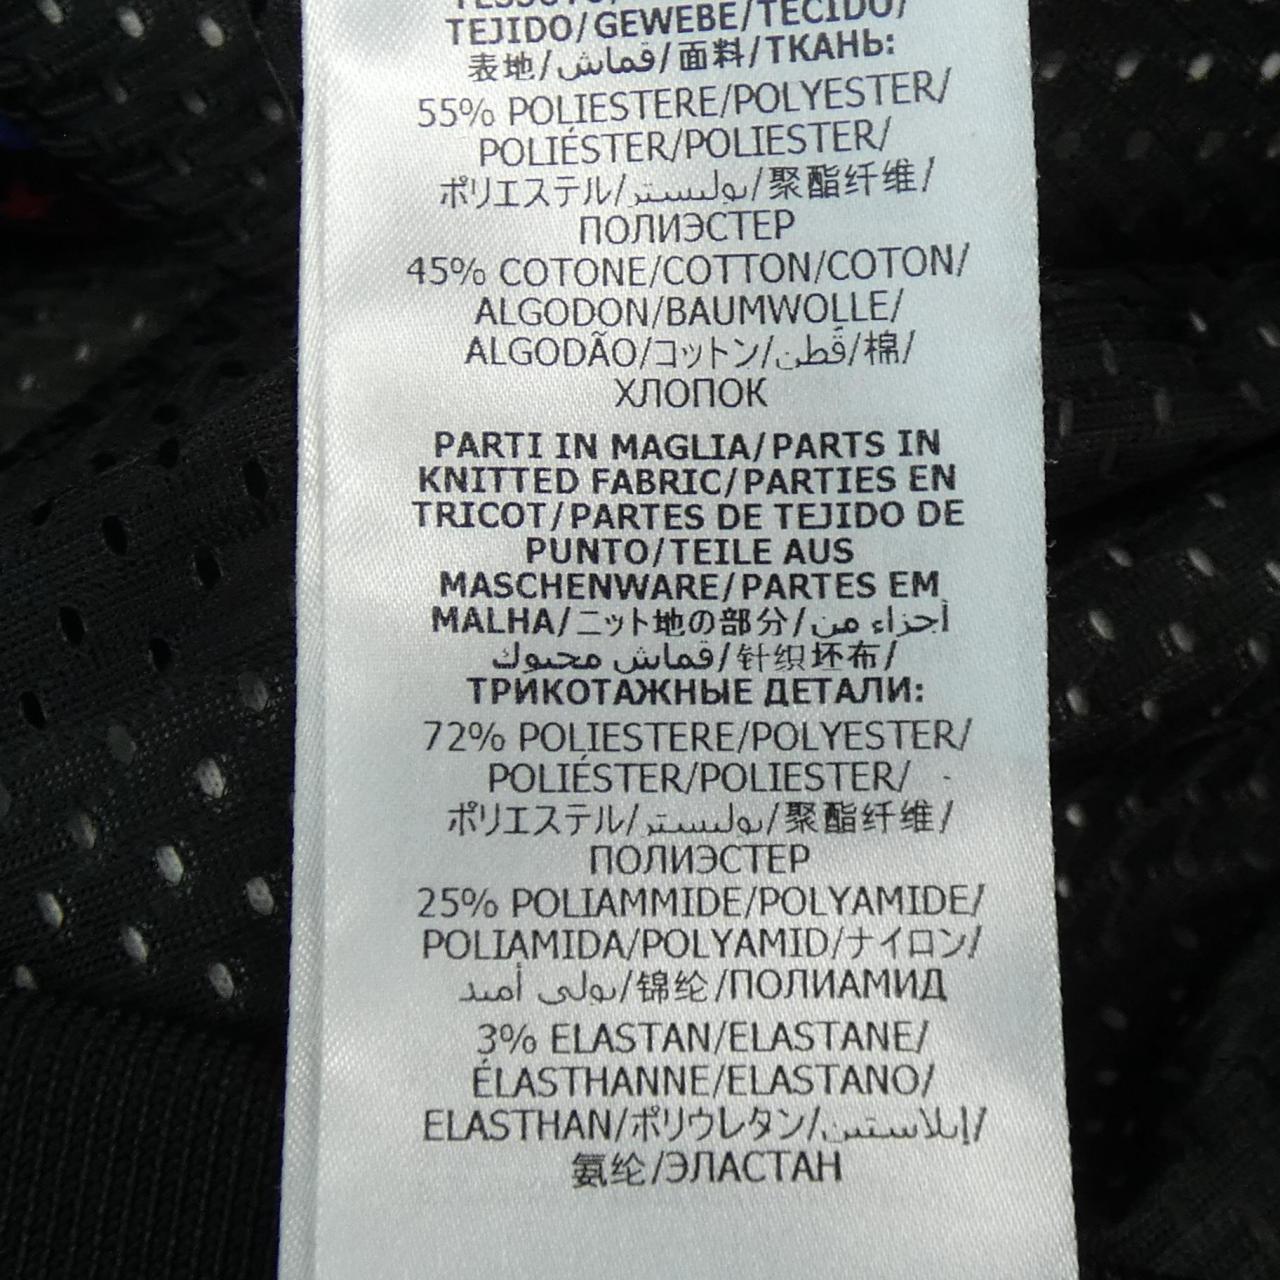 TEJIDO/GEWEBE/TECIDO/
表地/قماش/面料/ТКАНЬ:
55% POLIESTERE/POLYESTER/
POLIÉSTER/POLIESTER/
ポリエステル/بوليستر/聚酯纤维/
ПОЛИЭСТЕР
45% COTONE/COTTON/COTON/
ALGODON/BAUMWOLLE/
ALGODÃO/コットン/قطن/棉/
ХЛОПОК
PARTI IN MAGLIA/PARTS IN
KNITTED FABRIC/PARTIES EN
TRICOT/PARTES DE TEJIDO DE
PUNTO/TEILE AUS
MASCHENWARE/PARTES EM
MALHA/ニット地の部分/أجزاء من
قماش محبوك/针织坯布/
ТРИКОТАЖНЫЕ ДЕТАЛИ:
72% POLIESTERE/POLYESTER/
POLIÉSTER/POLIESTER/
ポリエステル/بوليستر/聚酯纤维/
ПОЛИЭСТЕР
25% POLIAMMIDE/POLYAMIDE/
POLIAMIDA/POLYAMID/ナイロン/
بولي أميد/锦纶/ПОЛИАМИД
3% ELASTAN/ELASTANE/
ÉLASTHANNE/ELASTANO/
ELASTHAN/ポリウレタン/إيلاستين/
氨纶/ЭЛАСТАН